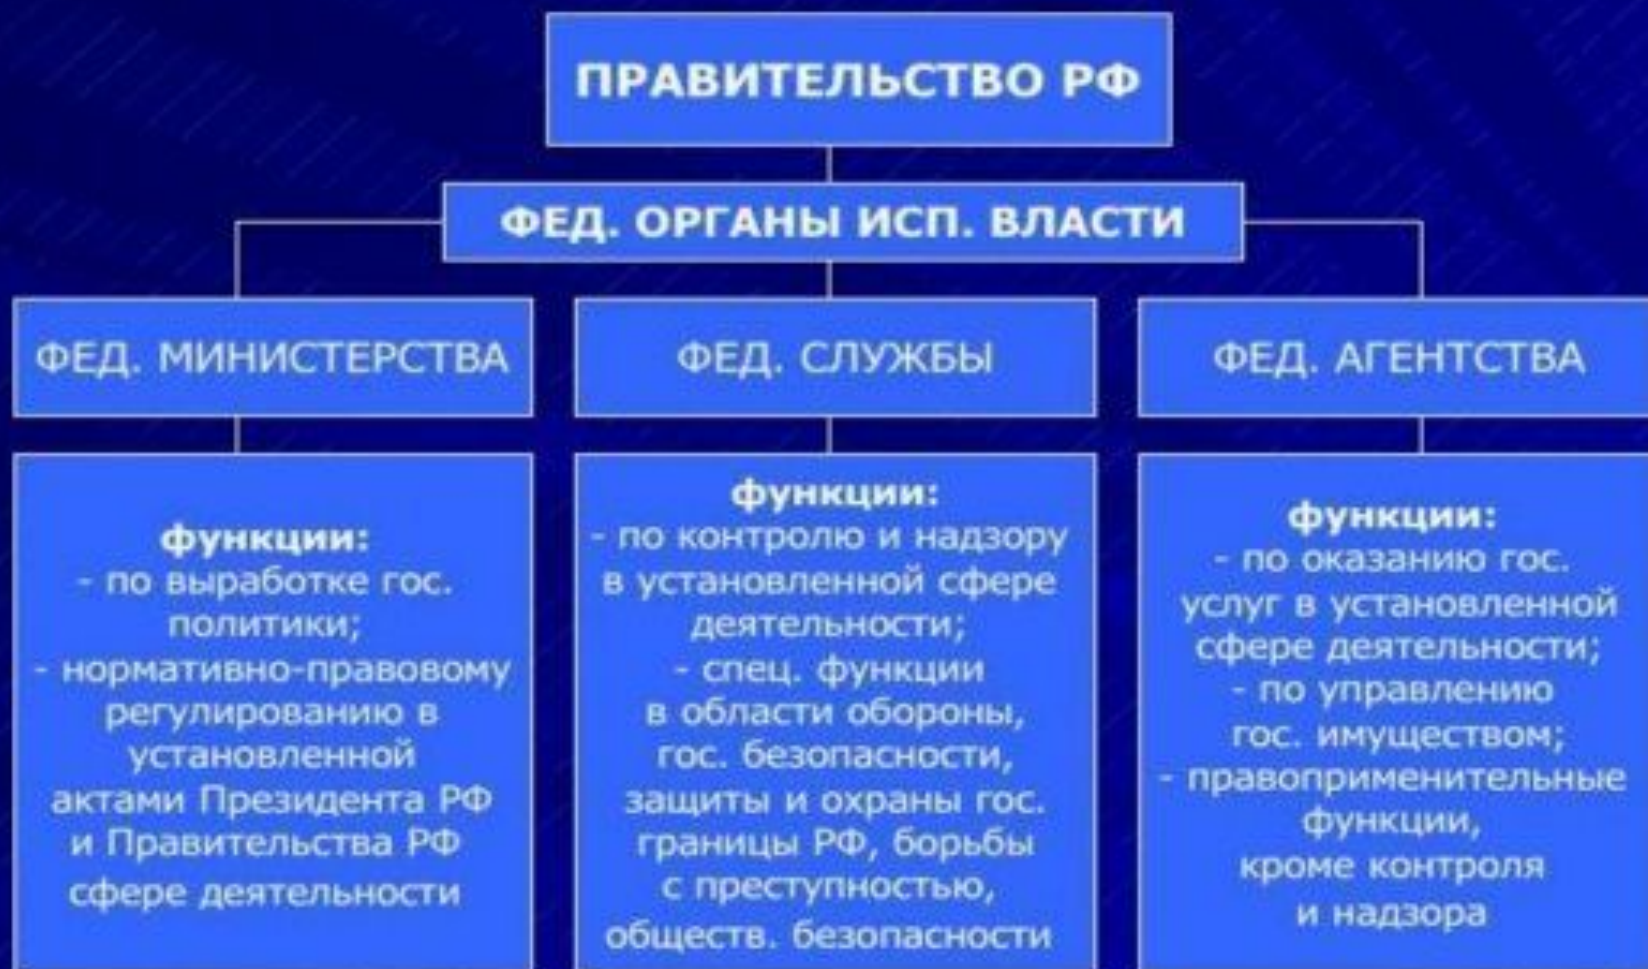 ПРАВИТЕЛЬСТВО РФ
ФЕД. ОРГАНЫ ИСП. ВЛАСТИ
ФЕД. МИНИСТЕРСТВА
функции:
- по выработке гос.
политики;
- нормативно-правовому
регулированию в
установленной
актами Президента РФ
и Правительства РФ
сфере деятельности
ФЕД. СЛУЖБЫ
функции:
- по контролю и надзору
в установленной сфере
деятельности;
- спец. функции
в области обороны,
гос. безопасности,
защиты и охраны гос.
границы РФ, борьбы
с преступностью,
обществ. безопасности
ФЕД. АГЕНТСТВА
функции:
- по оказанию гос.
услуг в установленной
сфере деятельности;
- по управлению
гос. имуществом;
- правоприменительные
функции,
кроме контроля
и надзора